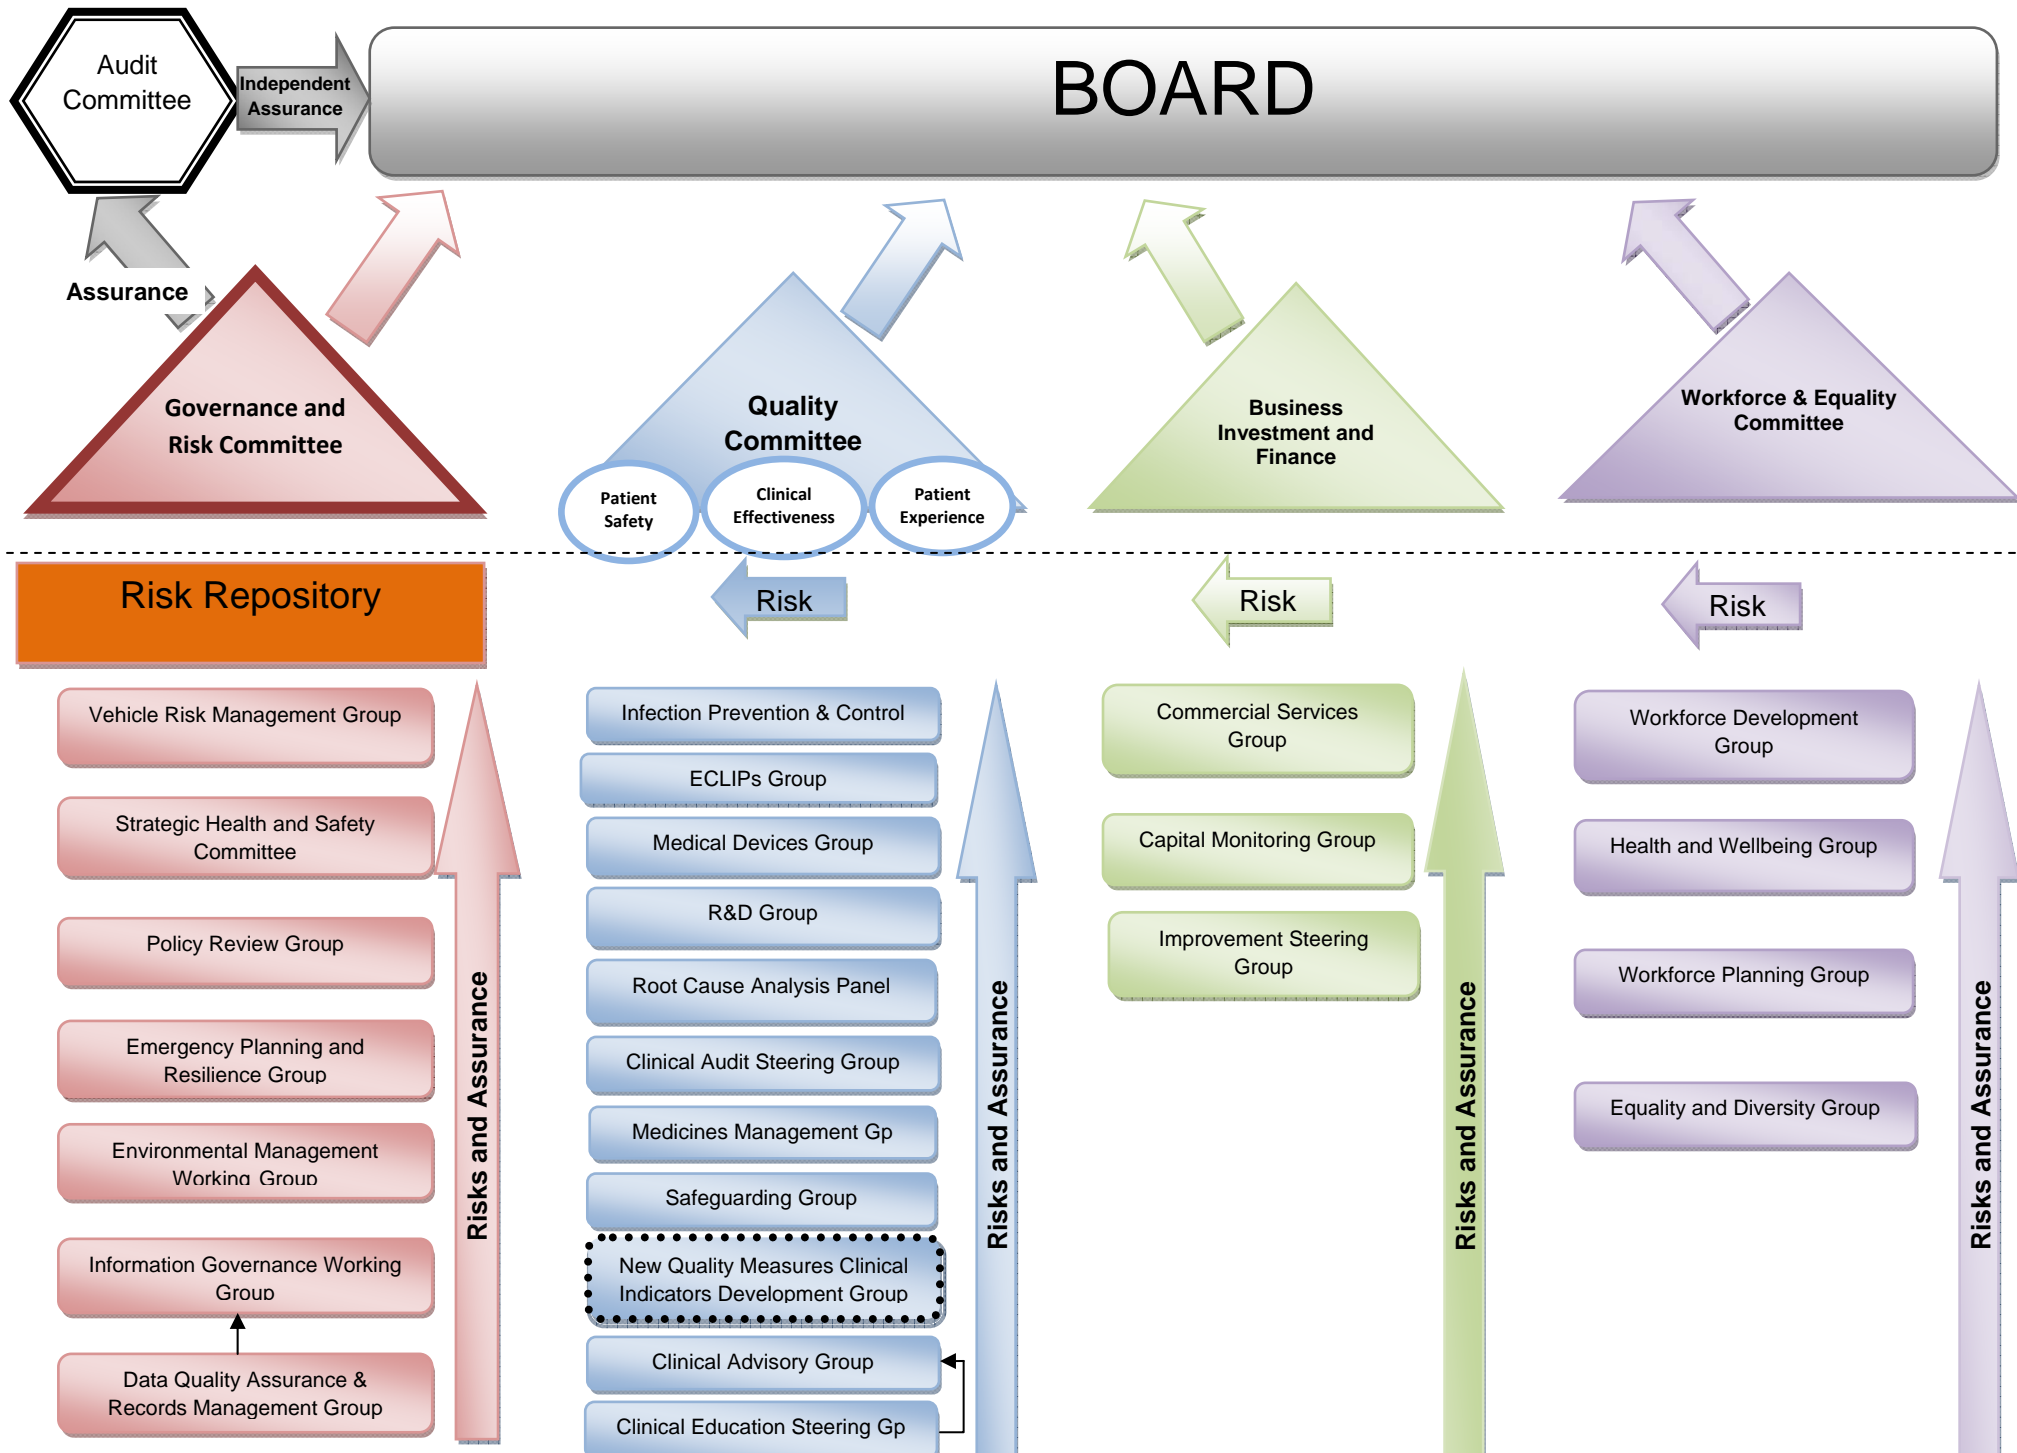 Audit
Committee
Independent
Assurance
BOARD
Assurance
Governance and
Risk Committee
Quality
Committee
Patient
Safety
Clinical
Effectiveness
Patient
Experience
Business
Investment and
Finance
Workforce & Equality
Committee
Risk Repository
Risk
Risk
Risk
Vehicle Risk Management Group
Strategic Health and Safety
Committee
Policy Review Group
Emergency Planning and
Resilience Group
Environmental Management
Working Group
Information Governance Working
Group
Data Quality Assurance &
Records Management Group
Risks and Assurance
Infection Prevention & Control
ECLIPs Group
Medical Devices Group
R&D Group
Root Cause Analysis Panel
Clinical Audit Steering Group
Medicines Management Gp
Safeguarding Group
New Quality Measures Clinical
Indicators Development Group
Clinical Advisory Group
Clinical Education Steering Gp
Risks and Assurance
Commercial Services
Group
Capital Monitoring Group
Improvement Steering
Group
Risks and Assurance
Workforce Development
Group
Health and Wellbeing Group
Workforce Planning Group
Equality and Diversity Group
Risks and Assurance